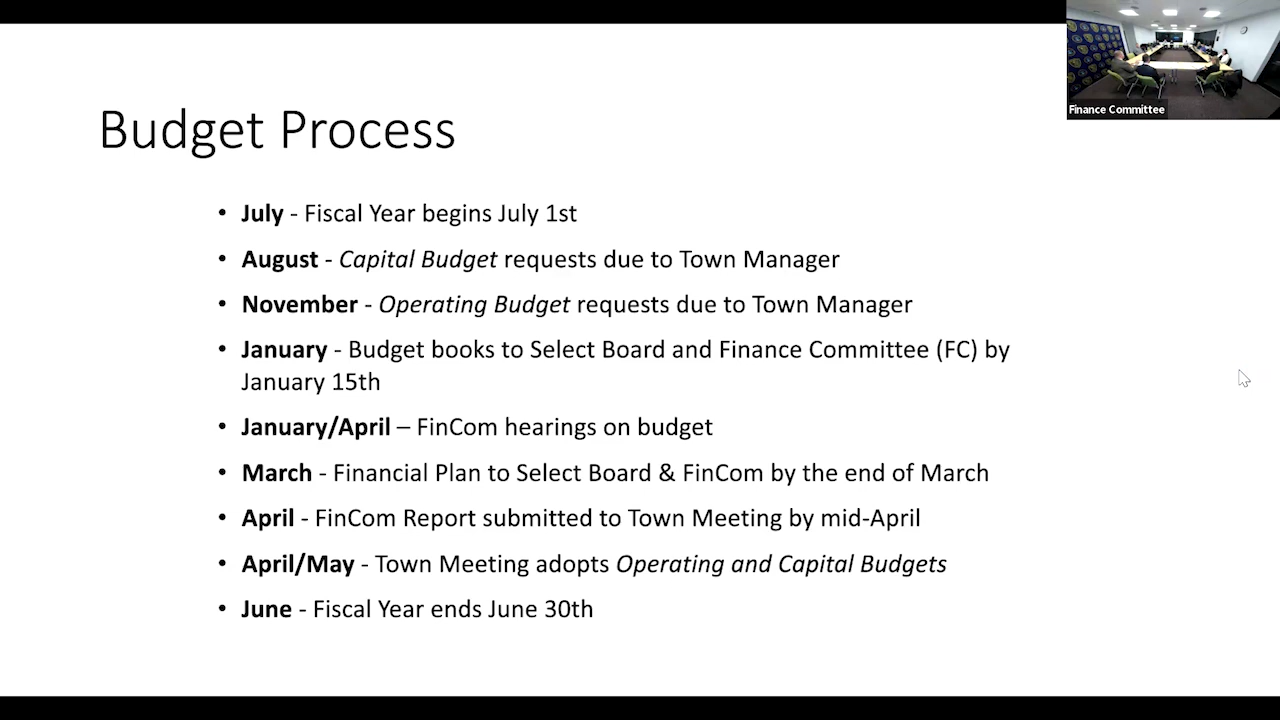 Finance Committee
Budget Process
• July - Fiscal Year begins July 1st
• August - Capital Budget requests due to Town Manager
• November - Operating Budget requests due to Town Manager
• January - Budget books to Select Board and Finance Committee (FC) by
January 15th
• January/April – FinCom hearings on budget
• March - Financial Plan to Select Board & FinCom by the end of March
• April - FinCom Report submitted to Town Meeting by mid-April
• April/May - Town Meeting adopts Operating and Capital Budgets
• June - Fiscal Year ends June 30th